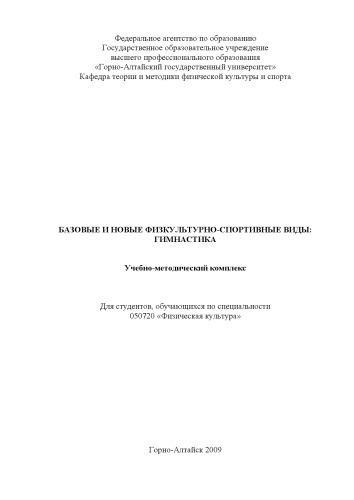 Федеральное агентство по образованию
Государственное образовательное учреждение
высшего профессионального образования
«Горно-Алтайский государственный университет»
Кафедра теории и методики физической культуры и спорта
БАЗОВЫЕ И НОВЫЕ ФИЗКУЛЬТУРНО-СПОРТИВНЫЕ ВИДЫ:
ГИМНАСТИКА
Учебно-методический комплекс
Для студентов, обучающихся по специальности
050720 «Физическая культура»
Горно-Алтайск 2009